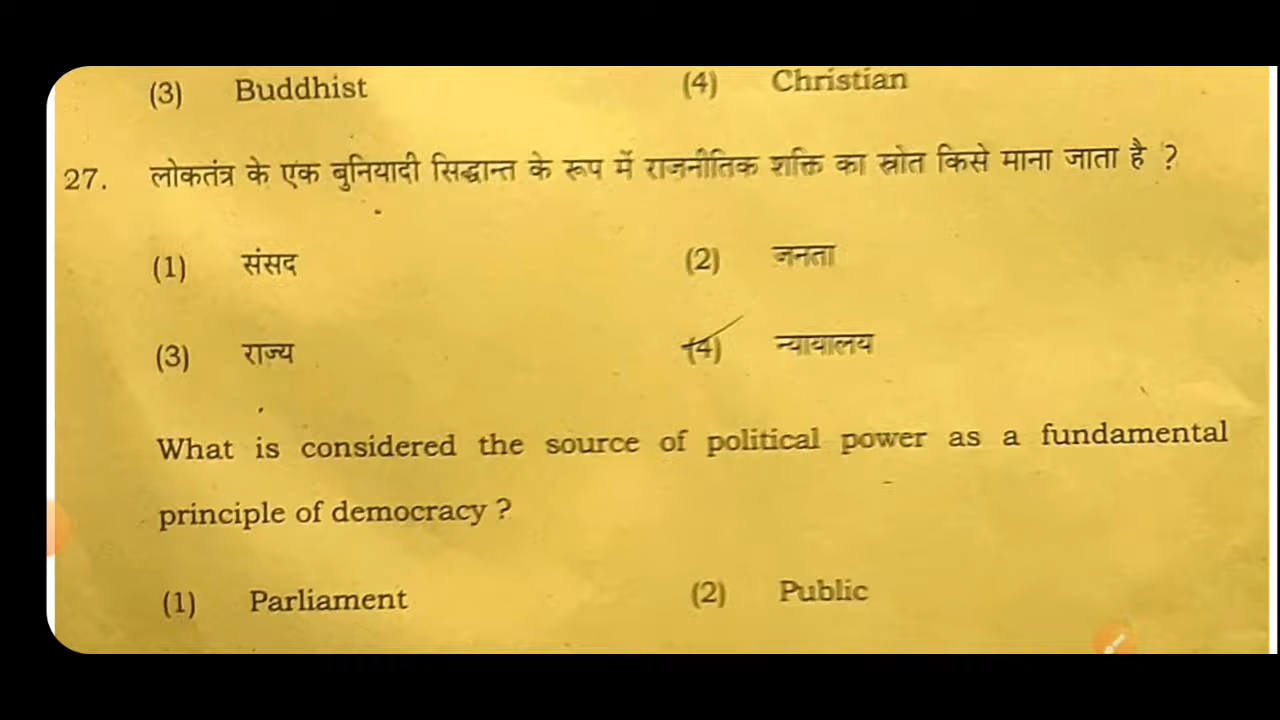 (3) Buddhist (4) Christian
27. लोकतंत्र के एक बुनियादी सिद्धान्त के रूप में राजनीतिक शक्ति का स्रोत किसे माना जाता है ?
(1) संसद (2) जनता
(3) राज्य (4) न्यायालय
What is considered the source of political power as a fundamental
principle of democracy ?
(1) Parliament (2) Public